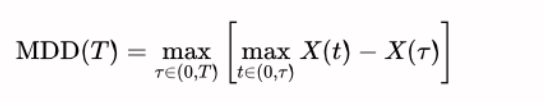 MDD(T) = max_{τ∈(0,T)} [ max_{t∈(0,τ)} X(t) − X(τ) ]